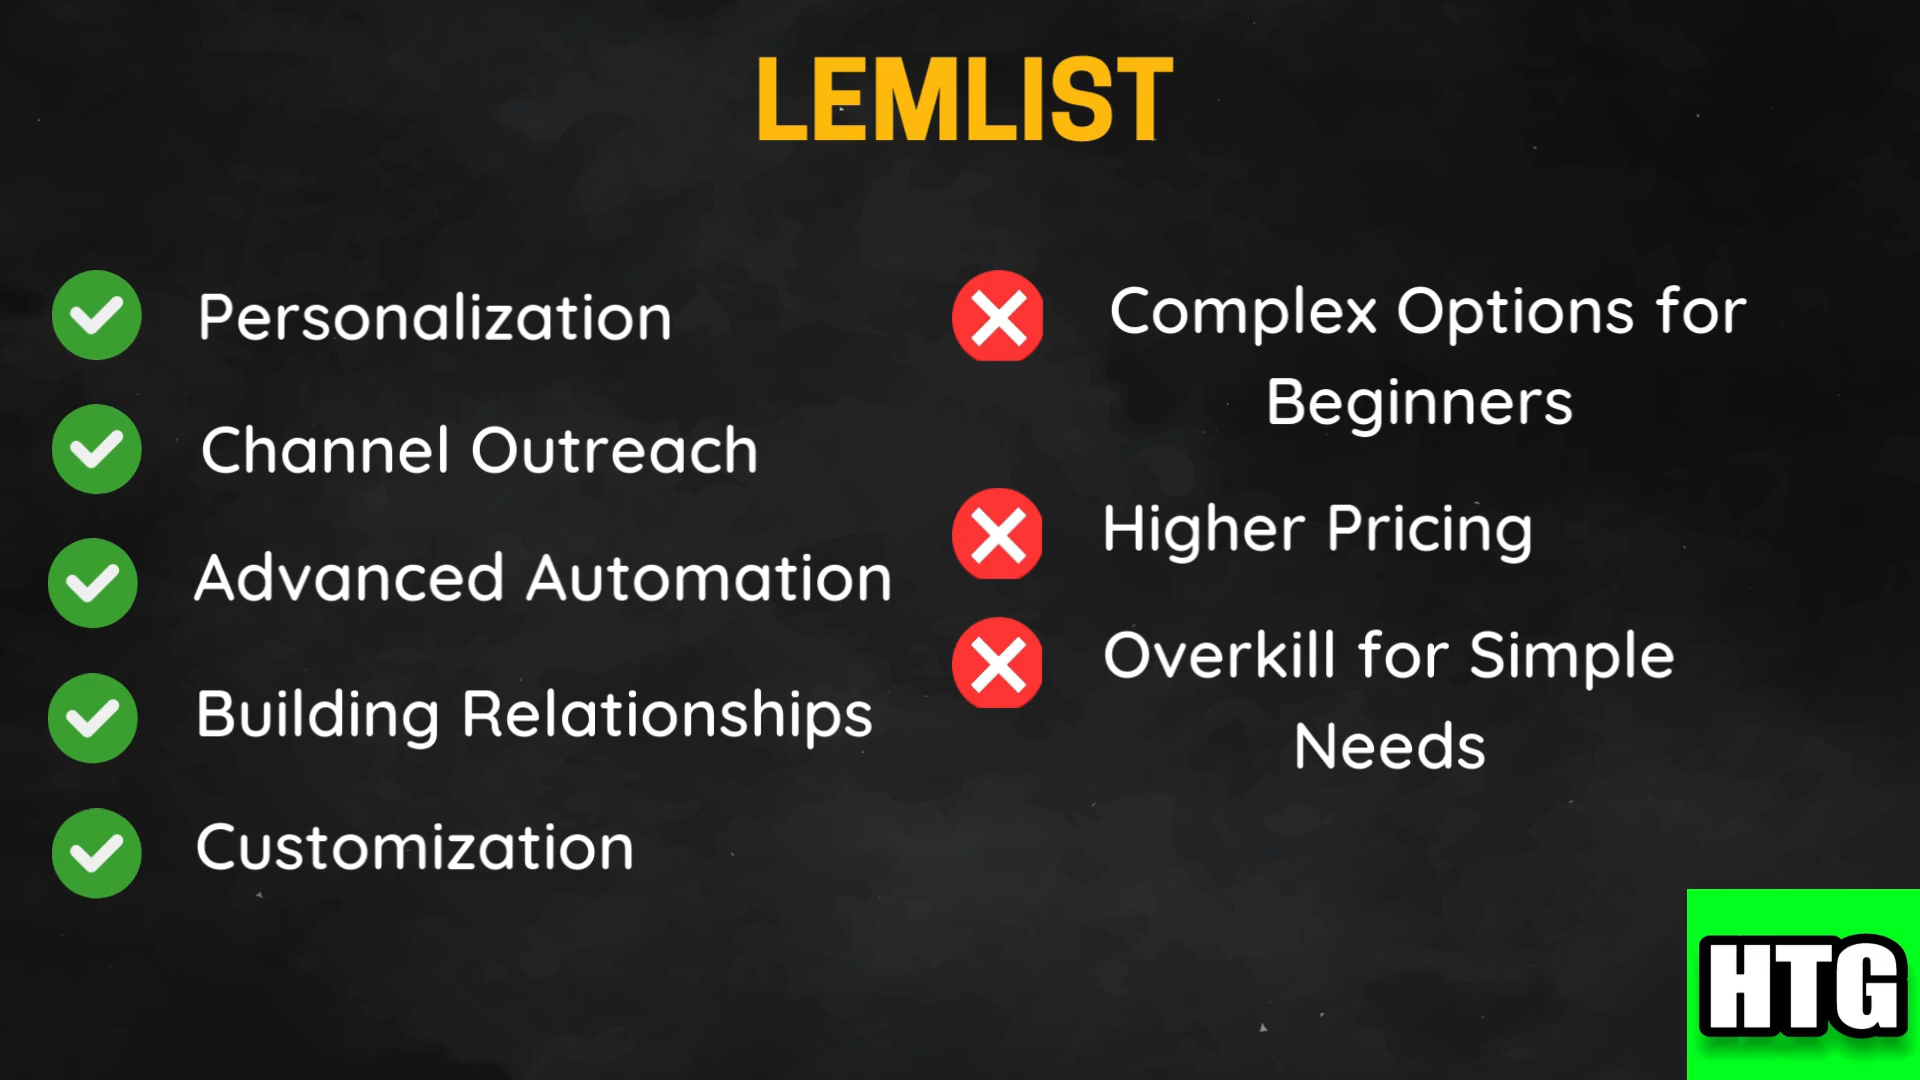 LEMLIST
Personalization
Channel Outreach
Advanced Automation
Building Relationships
Customization
Complex Options for
Beginners
Higher Pricing
Overkill for Simple
Needs
HTG